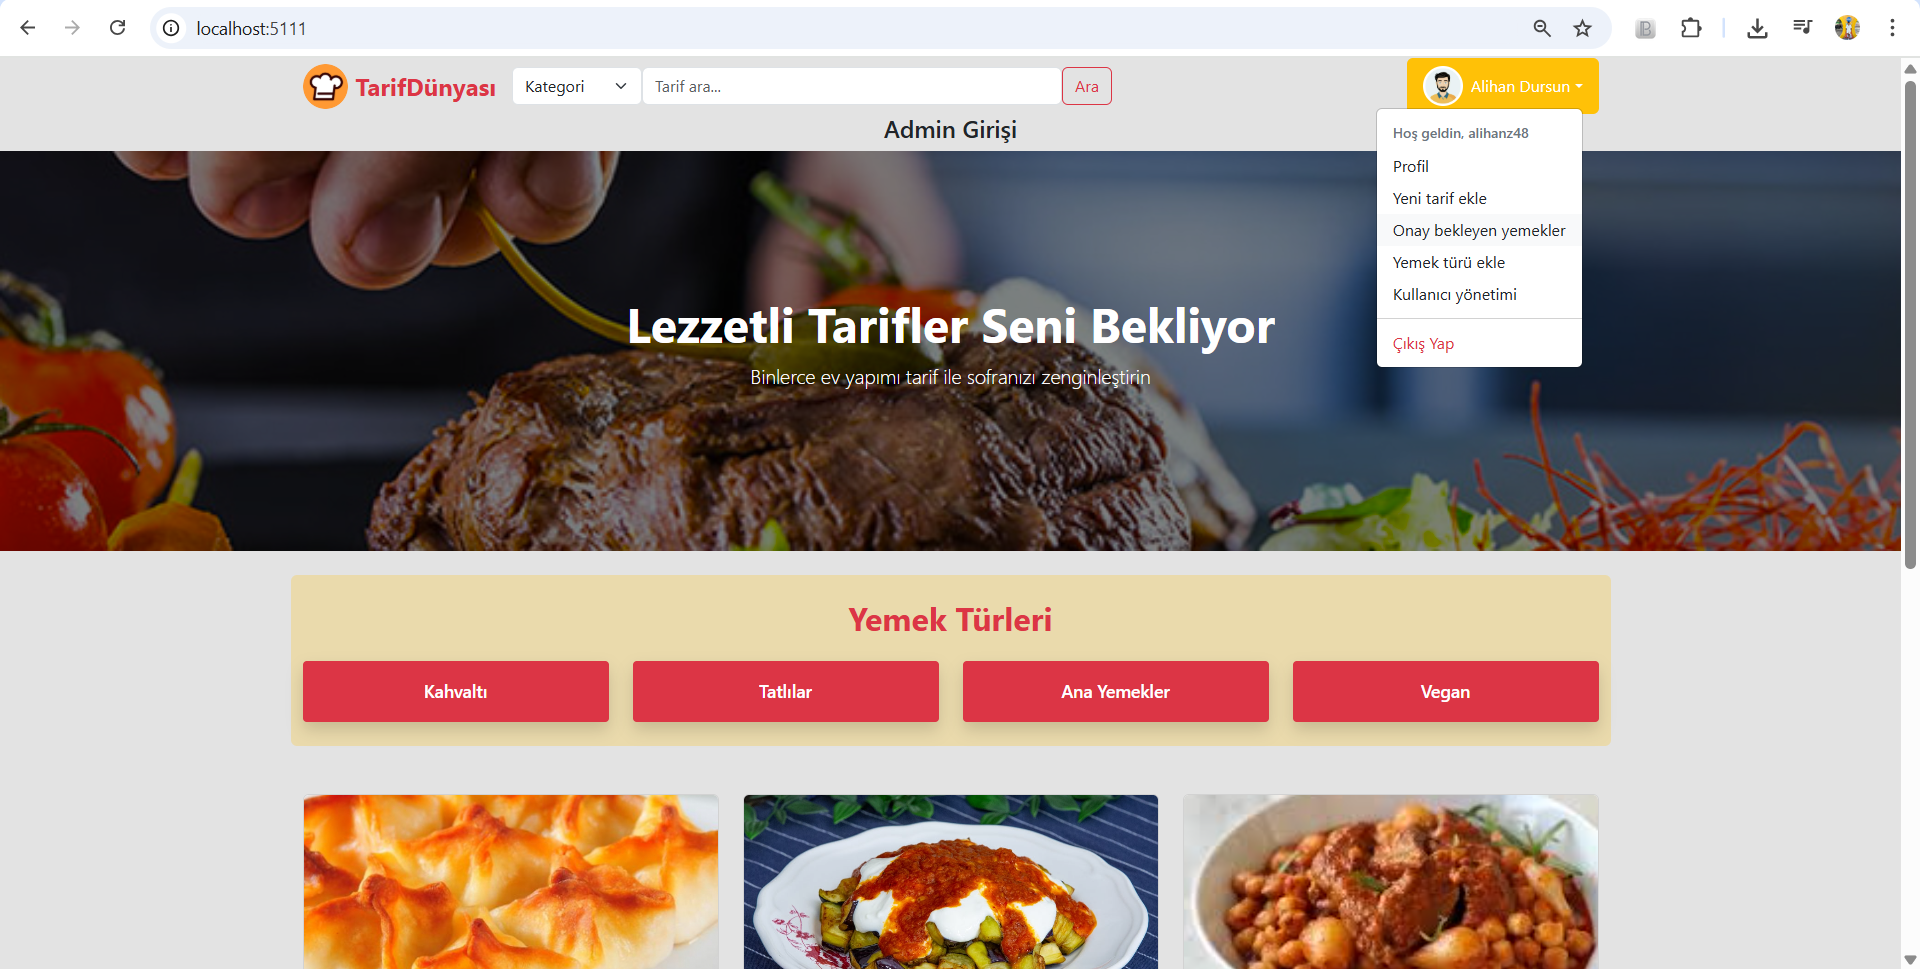 localhost:5111
TarifDünyası
Kategori
Tarif ara...
Ara
Alihan Dursun
Admin Girişi
Hoş geldin, alihanz48
Profil
Yeni tarif ekle
Onay bekleyen yemekler
Yemek türü ekle
Kullanıcı yönetimi
Çıkış Yap
Lezzetli Tarifler Seni Bekliyor
Binlerce ev yapımı tarif ile sofranızı zenginleştirin
Yemek Türleri
Kahvaltı
Tatlılar
Ana Yemekler
Vegan